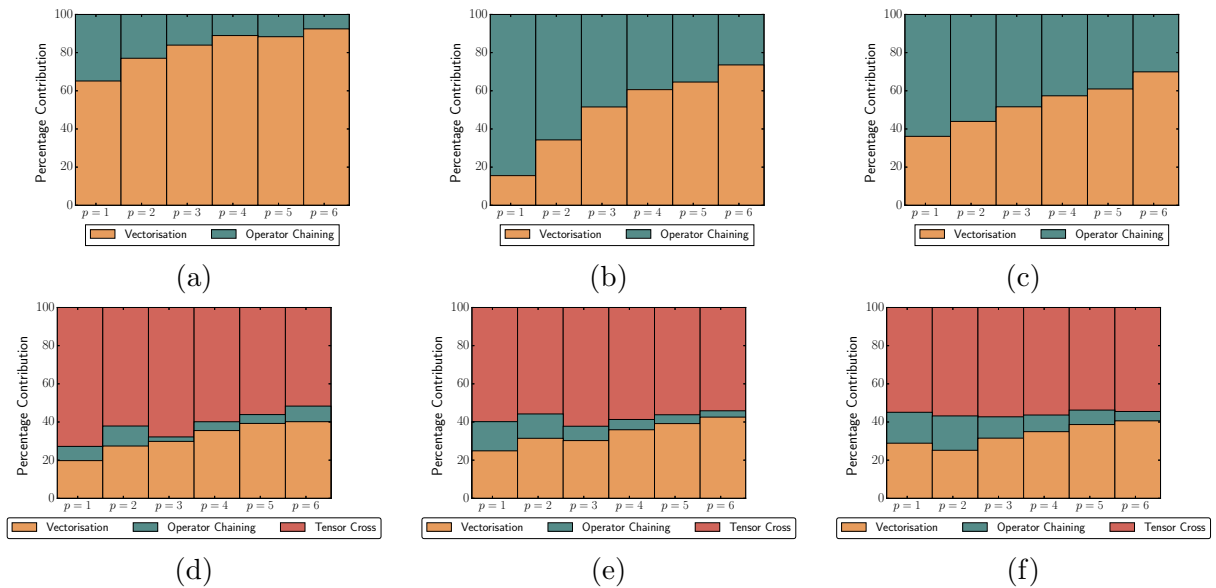 100
80
60
40
20
0
Percentage Contribution
p = 1 p = 2 p = 3 p = 4 p = 5 p = 6
Vectorisation Operator Chaining
(a)
100
80
60
40
20
0
Percentage Contribution
p = 1 p = 2 p = 3 p = 4 p = 5 p = 6
Vectorisation Operator Chaining
(b)
100
80
60
40
20
0
Percentage Contribution
p = 1 p = 2 p = 3 p = 4 p = 5 p = 6
Vectorisation Operator Chaining
(c)
100
80
60
40
20
0
Percentage Contribution
p = 1 p = 2 p = 3 p = 4 p = 5 p = 6
Vectorisation Operator Chaining Tensor Cross
(d)
100
80
60
40
20
0
Percentage Contribution
p = 1 p = 2 p = 3 p = 4 p = 5 p = 6
Vectorisation Operator Chaining Tensor Cross
(e)
100
80
60
40
20
0
Percentage Contribution
p = 1 p = 2 p = 3 p = 4 p = 5 p = 6
Vectorisation Operator Chaining Tensor Cross
(f)